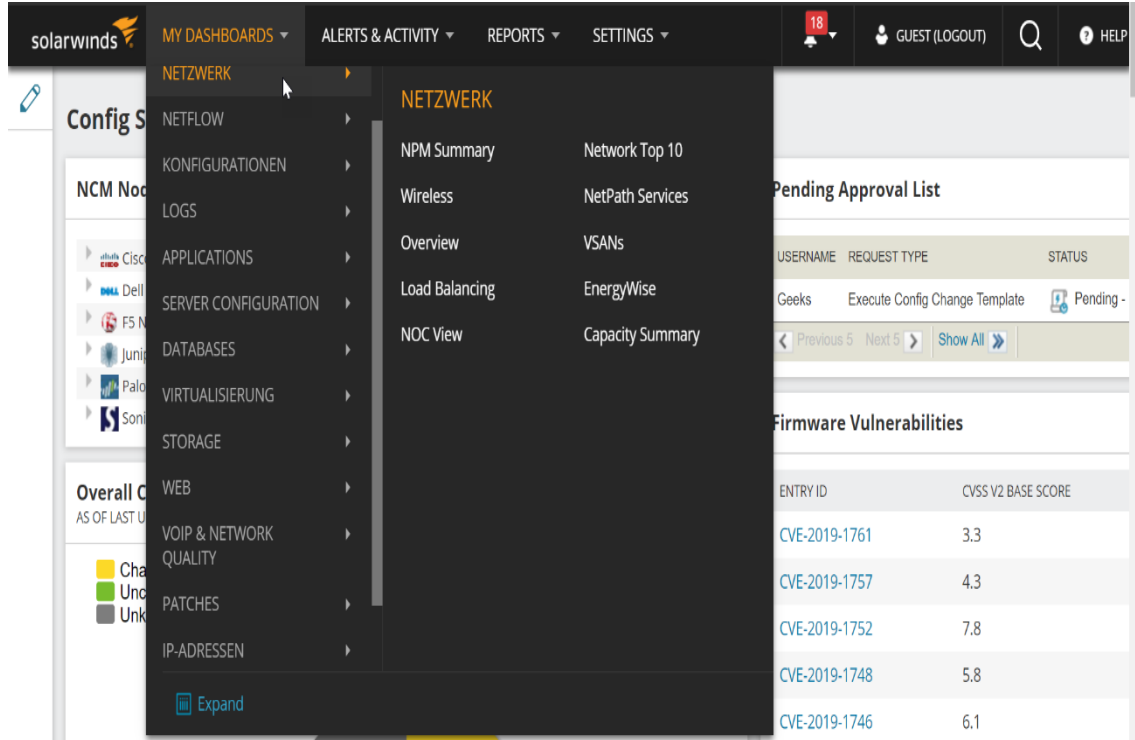 solarwinds MY DASHBOARDS ALERTS & ACTIVITY REPORTS SETTINGS 18 GUEST (LOGOUT) HELP
Config S
NCM Nod
Cisc
Dell
F5 N
Junip
Palo
Soni
Overall C
AS OF LAST U
Cha
Unc
Unk
NETZWERK
NETFLOW
KONFIGURATIONEN
LOGS
APPLICATIONS
SERVER CONFIGURATION
DATABASES
VIRTUALISIERUNG
STORAGE
WEB
VOIP & NETWORK
QUALITY
PATCHES
IP-ADRESSEN
Expand
NETZWERK
NPM Summary Network Top 10
Wireless NetPath Services
Overview VSANs
Load Balancing EnergyWise
NOC View Capacity Summary
Pending Approval List
USERNAME REQUEST TYPE STATUS
Geeks Execute Config Change Template Pending -
Previous 5 Next 5 Show All
Firmware Vulnerabilities
ENTRY ID CVSS V2 BASE SCORE
CVE-2019-1761 3.3
CVE-2019-1757 4.3
CVE-2019-1752 7.8
CVE-2019-1748 5.8
CVE-2019-1746 6.1